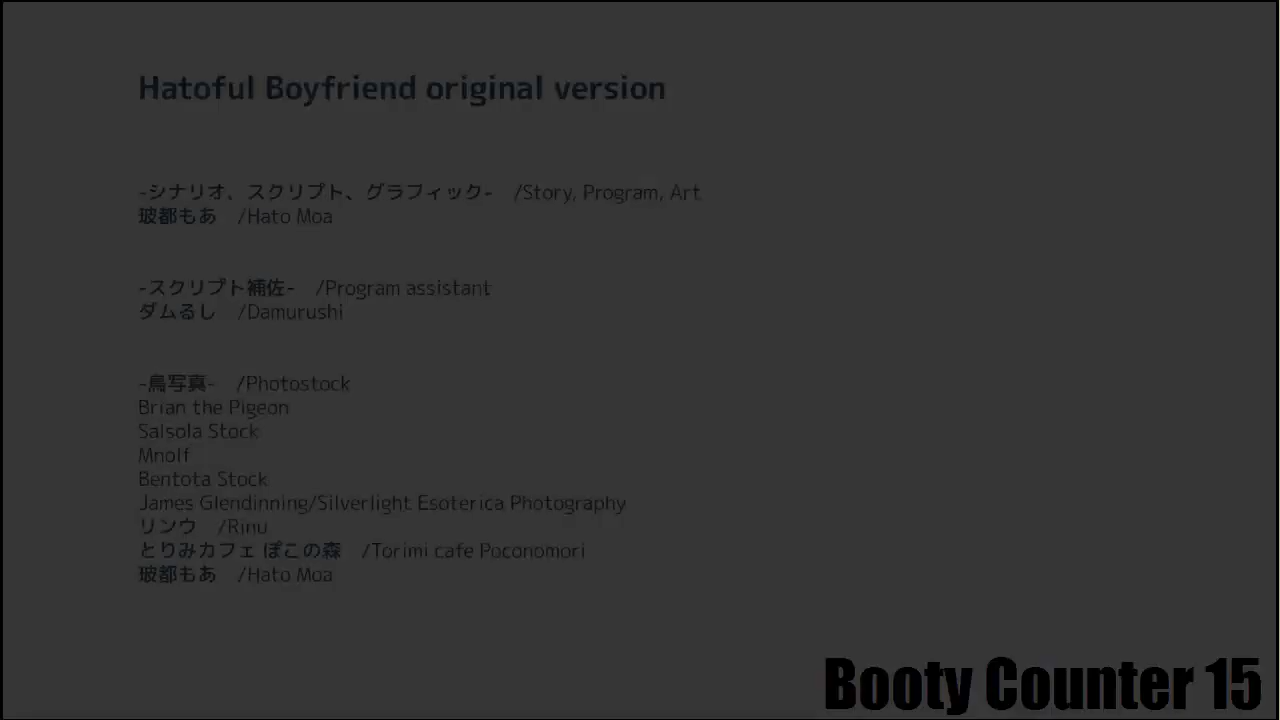 Hatoful Boyfriend original version
-シナリオ、スクリプト、グラフィック-　/Story, Program, Art
玻都もあ　/Hato Moa
-スクリプト補佐-　/Program assistant
ダムるし　/Damurushi
-鳥写真-　/Photostock
Brian the Pigeon
Salsola Stock
Mnolf
Bentota Stock
James Glendinning/Silverlight Esoterica Photography
リンウ　/Rinu
とりみカフェ ぽこの森　/Torimi cafe Poconomori
玻都もあ　/Hato Moa
Booty Counter 15